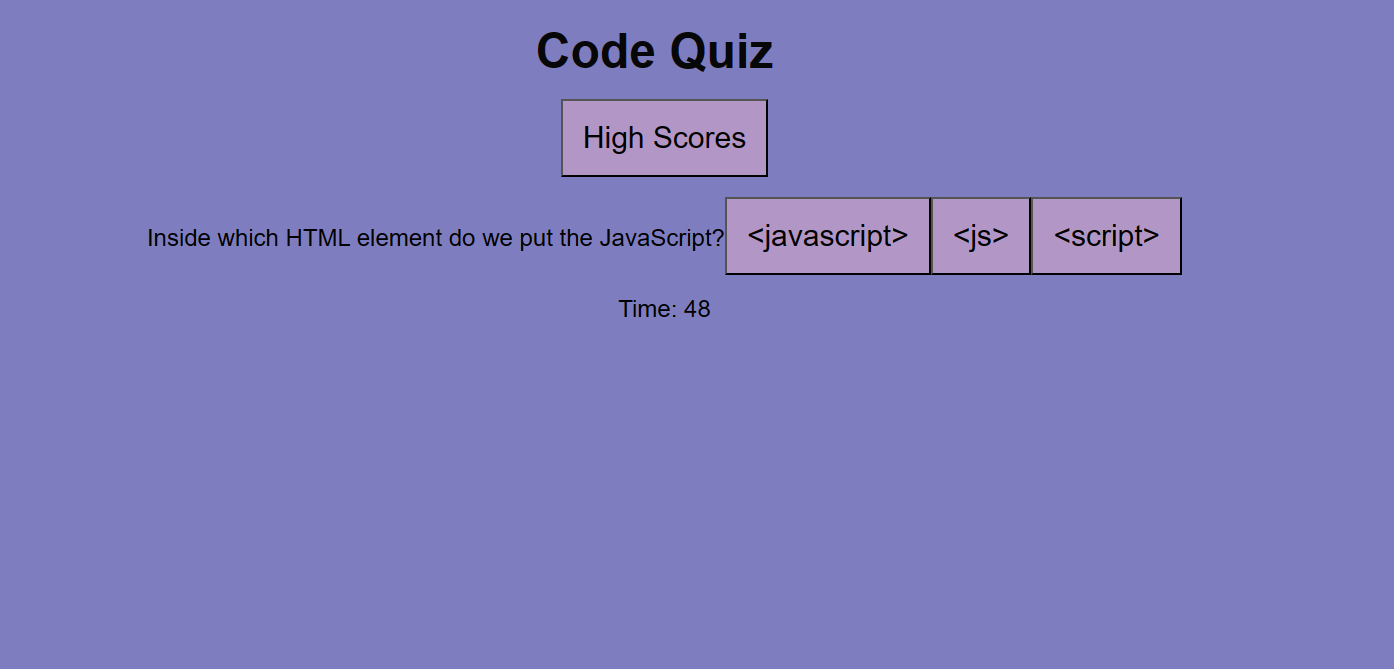 Code Quiz
High Scores
Inside which HTML element do we put the JavaScript? <javascript> <js> <script>
Time: 48